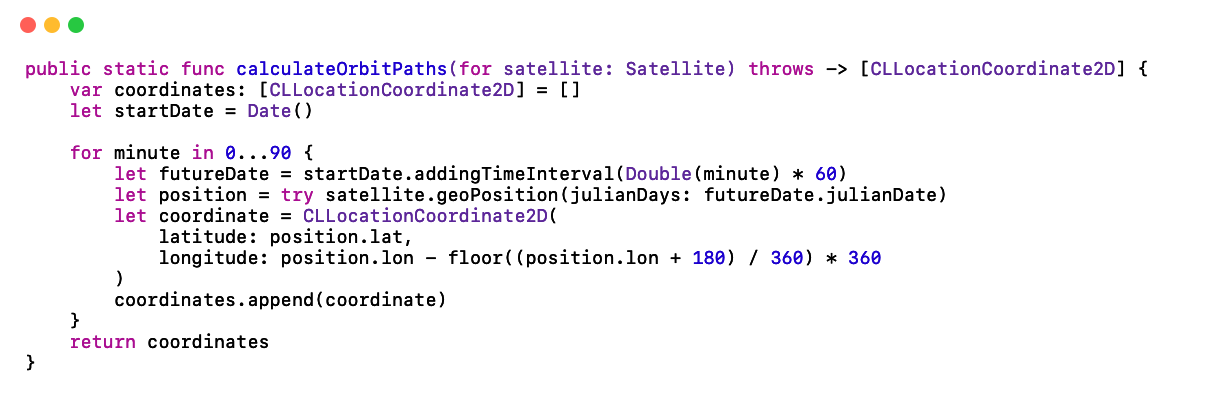 public static func calculateOrbitPaths(for satellite: Satellite) throws -> [CLLocationCoordinate2D] {
    var coordinates: [CLLocationCoordinate2D] = []
    let startDate = Date()

    for minute in 0...90 {
        let futureDate = startDate.addingTimeInterval(Double(minute) * 60)
        let position = try satellite.geoPosition(julianDays: futureDate.julianDate)
        let coordinate = CLLocationCoordinate2D(
            latitude: position.lat,
            longitude: position.lon - floor((position.lon + 180) / 360) * 360
        )
        coordinates.append(coordinate)
    }
    return coordinates
}